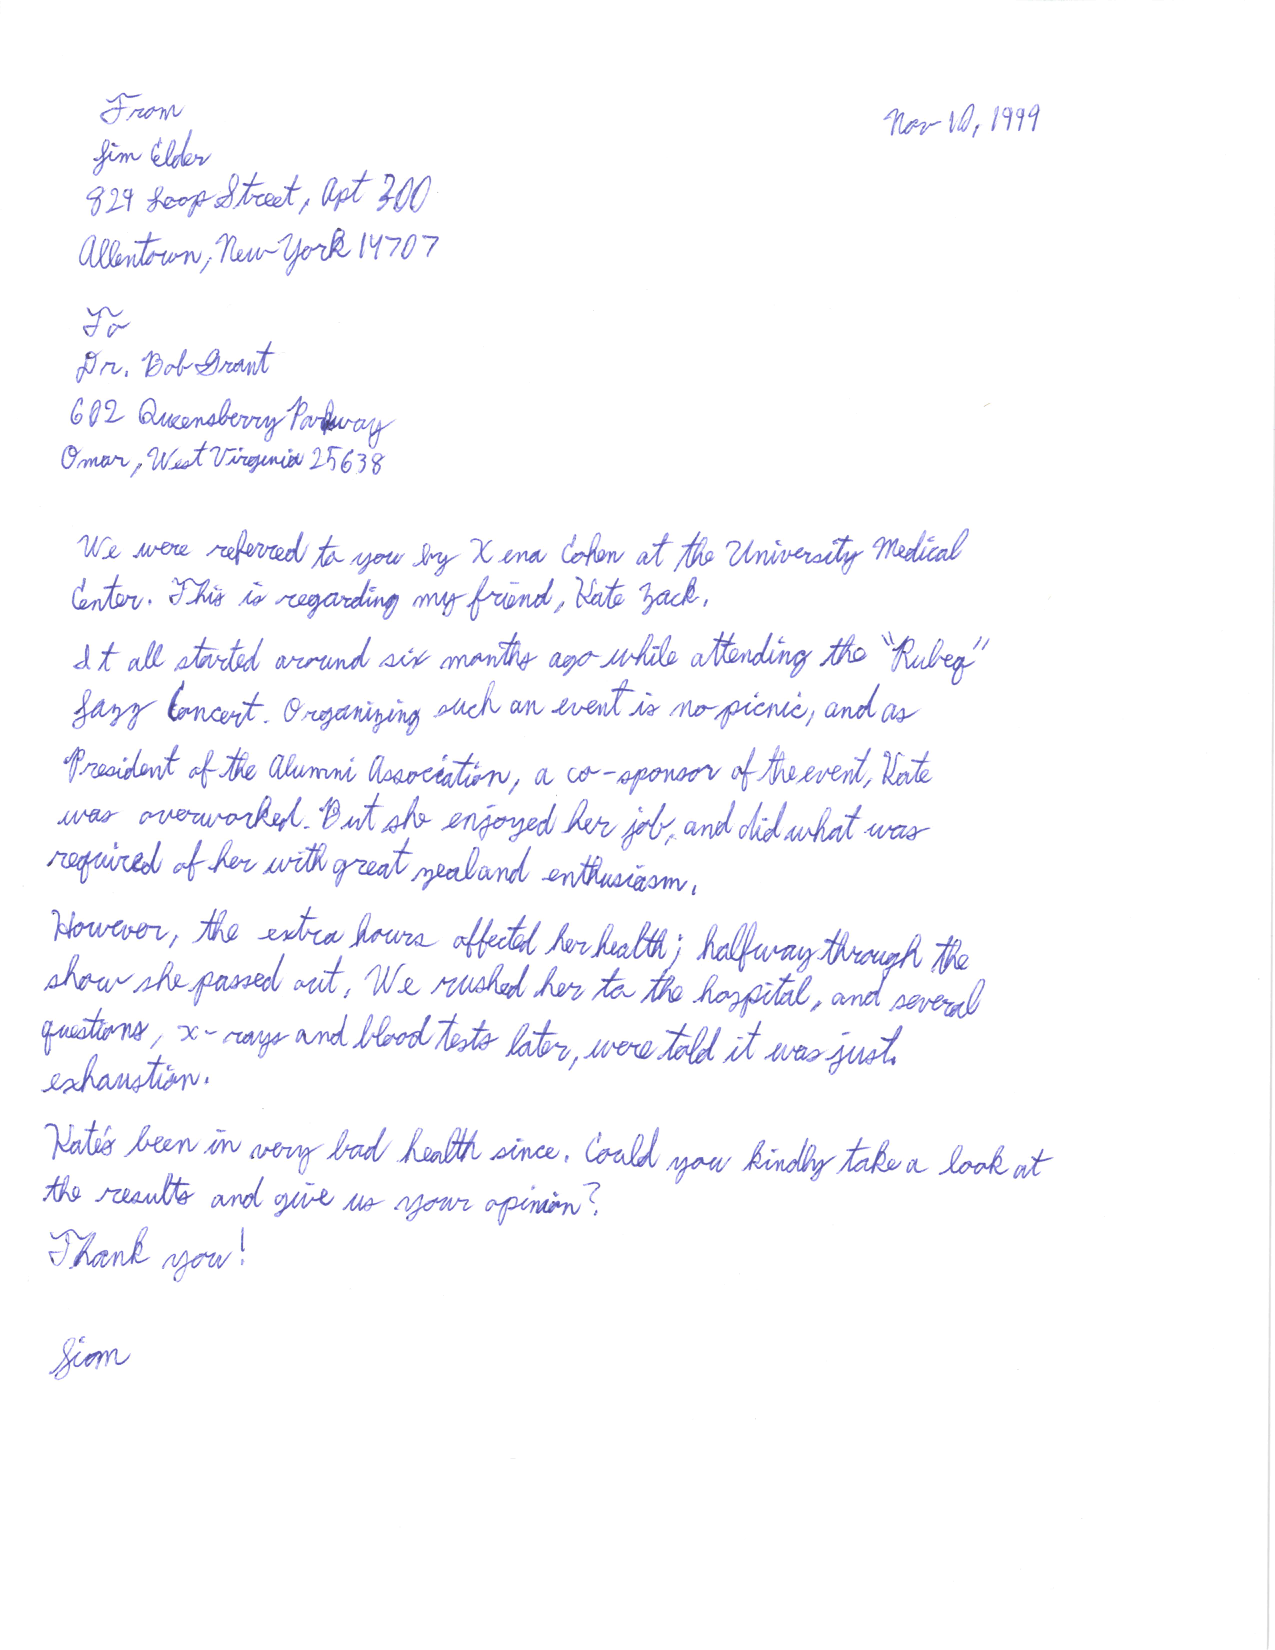 From
Nov 10, 1999
Jim Elder
829 Loop Street, Apt 300
Allentown, New York 14707
To
Dr. Bob Grant
602 Queensberry Parkway
Omar, West Virginia 25638
We were referred to you by Xena Cohen at the University Medical
Center. This is regarding my friend, Kate Zack.
It all started around six months ago while attending the "Rubeq"
Jazz Concert. Organizing such an event is no picnic, and as
President of the Alumni Association, a co-sponsor of the event, Kate
was overworked. But she enjoyed her job, and did what was
required of her with great zeal and enthusiasm.
However, the extra hours affected her health; halfway through the
show she passed out. We rushed her to the hospital, and several
questions, x-rays and blood tests later, were told it was just
exhaustion.
Kate's been in very bad health since. Could you kindly take a look at
the results and give us your opinion?
Thank you!
Jim